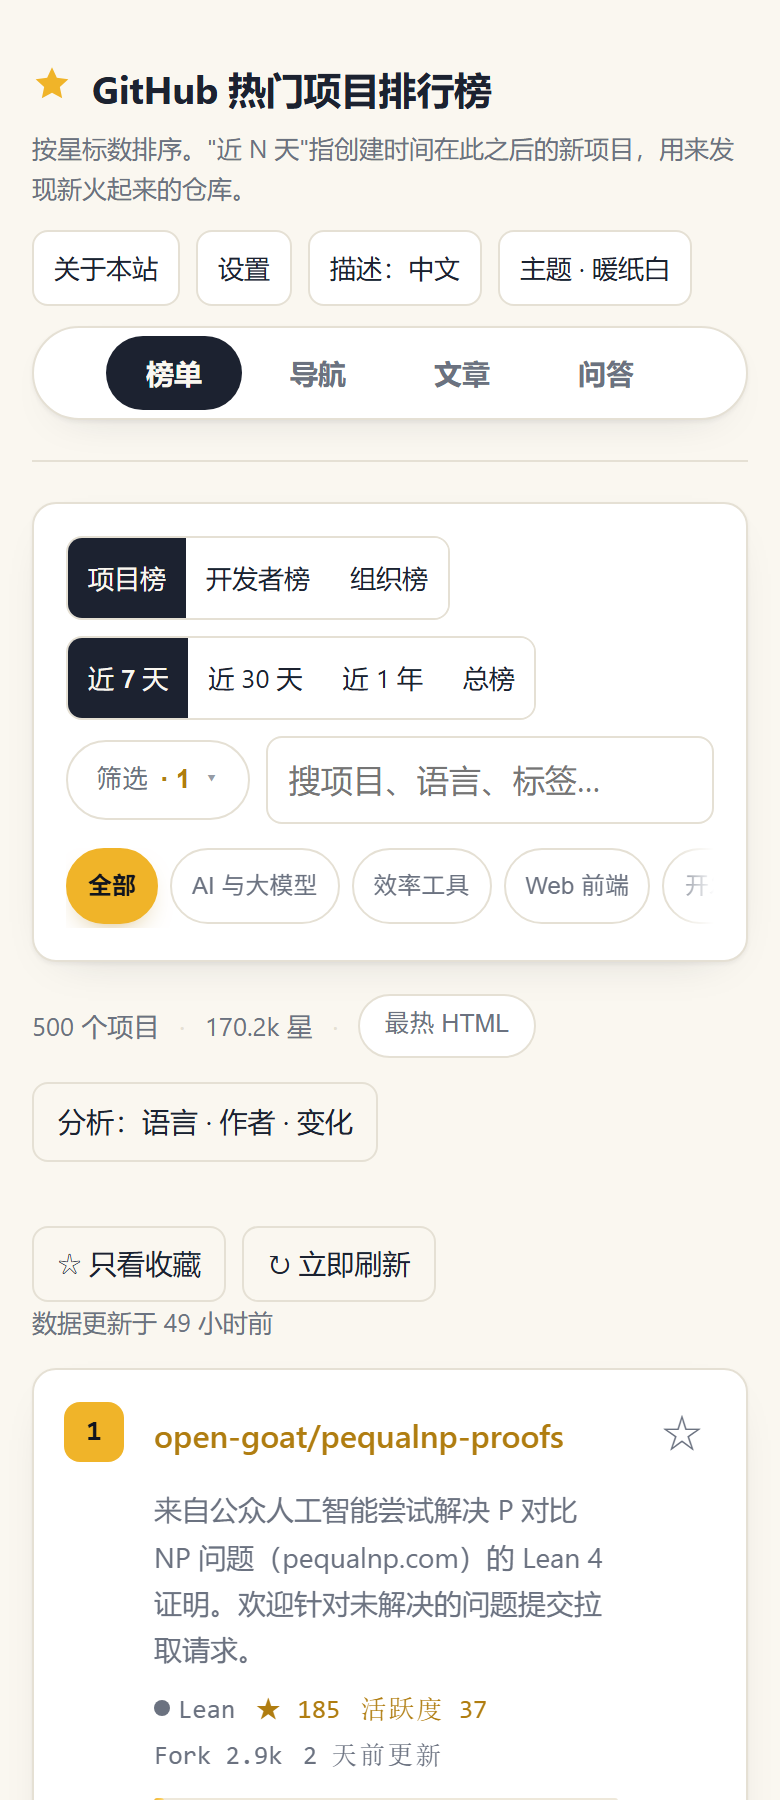 GitHub 热门项目排行榜
按星标数排序。"近 N 天"指创建时间在此之后的新项目，用来发
现新火起来的仓库。
关于本站 设置 描述：中文 主题 · 暖纸白
榜单 导航 文章 问答
项目榜 开发者榜 组织榜
近 7 天 近 30 天 近 1 年 总榜
筛选 · 1 ▾ 搜项目、语言、标签...
全部 AI 与大模型 效率工具 Web 前端 开
500 个项目 · 170.2k 星 · 最热 HTML
分析：语言 · 作者 · 变化
☆ 只看收藏 ↻ 立即刷新
数据更新于 49 小时前
1 open-goat/pequalnp-proofs ☆
来自公众人工智能尝试解决 P 对比
NP 问题（pequalnp.com）的 Lean 4
证明。欢迎针对未解决的问题提交拉
取请求。
Lean ★ 185 活跃度 37
Fork 2.9k 2 天前更新